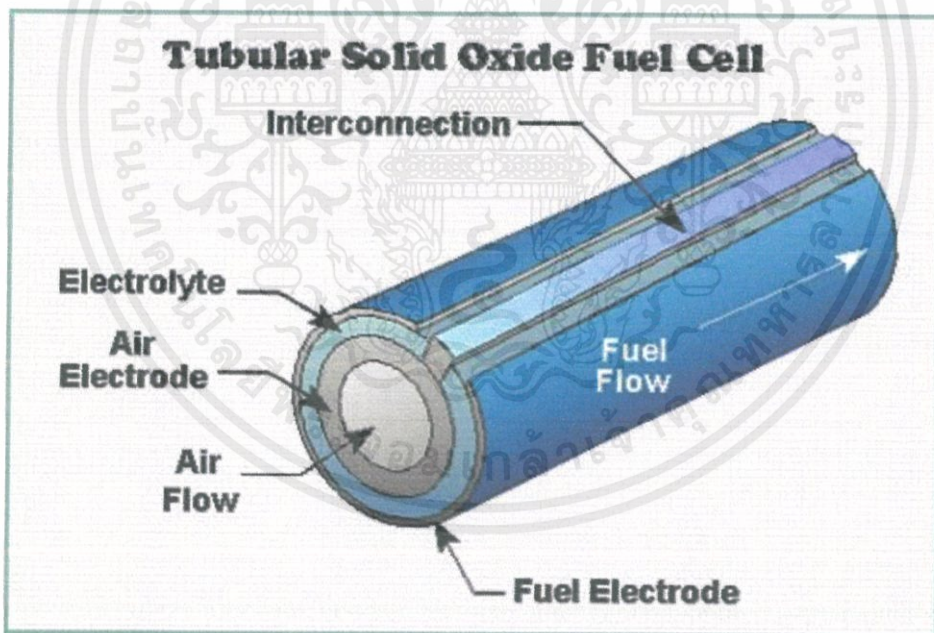 Tubular Solid Oxide Fuel Cell
Interconnection
Electrolyte
Air
Electrode
Air
Flow
Fuel
Flow
Fuel Electrode